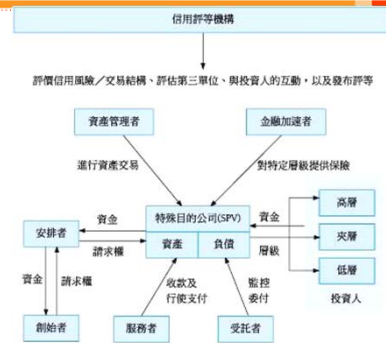 信用評等機構
評價信用風險／交易結構、評估第三單位、與投資人的互動，以及發布評等
資產管理者
金融加速者
進行資產交易
對特定層級提供保險
特殊目的公司(SPV)
資產
負債
資金
請求權
安排者
資金
請求權
創始者
收款及
行使支付
服務者
監控
委付
受託者
資金
層級
高層
夾層
低層
投資人